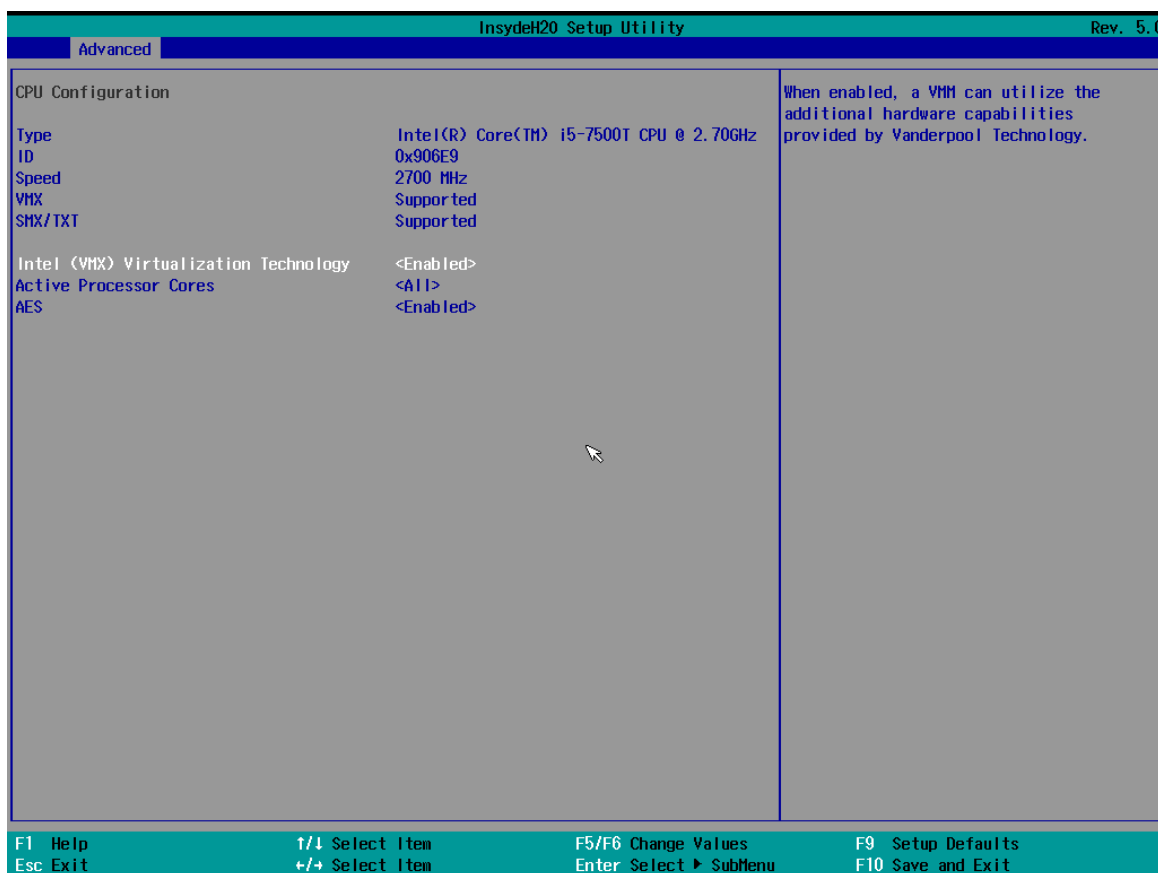 InsydeH20 Setup Utility Rev. 5.0
Advanced
CPU Configuration
Type Intel(R) Core(TM) i5-7500T CPU @ 2.70GHz
ID 0x906E9
Speed 2700 MHz
VMX Supported
SMX/TXT Supported
Intel (VMX) Virtualization Technology <Enabled>
Active Processor Cores <All>
AES <Enabled>
When enabled, a VMM can utilize the
additional hardware capabilities
provided by Vanderpool Technology.
F1 Help ↑/↓ Select Item F5/F6 Change Values F9 Setup Defaults
Esc Exit ←/→ Select Item Enter Select ▶ SubMenu F10 Save and Exit